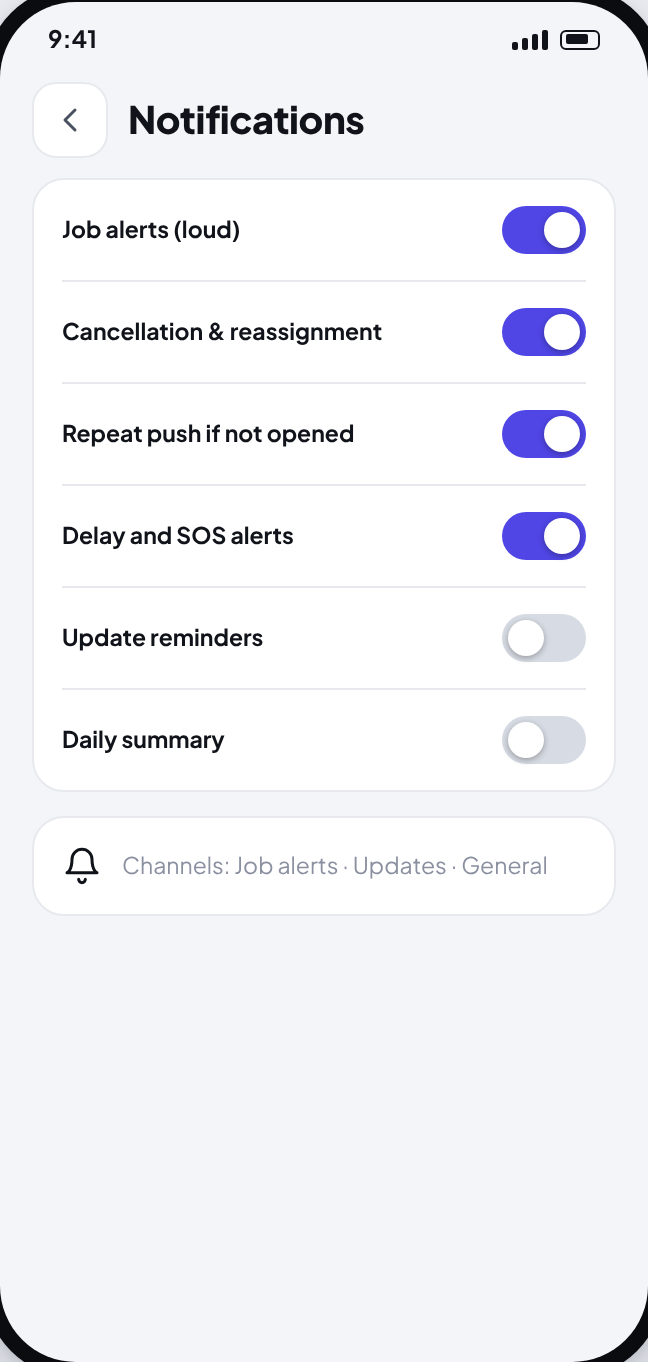 9:41
Notifications
Job alerts (loud)
Cancellation & reassignment
Repeat push if not opened
Delay and SOS alerts
Update reminders
Daily summary
Channels: Job alerts · Updates · General